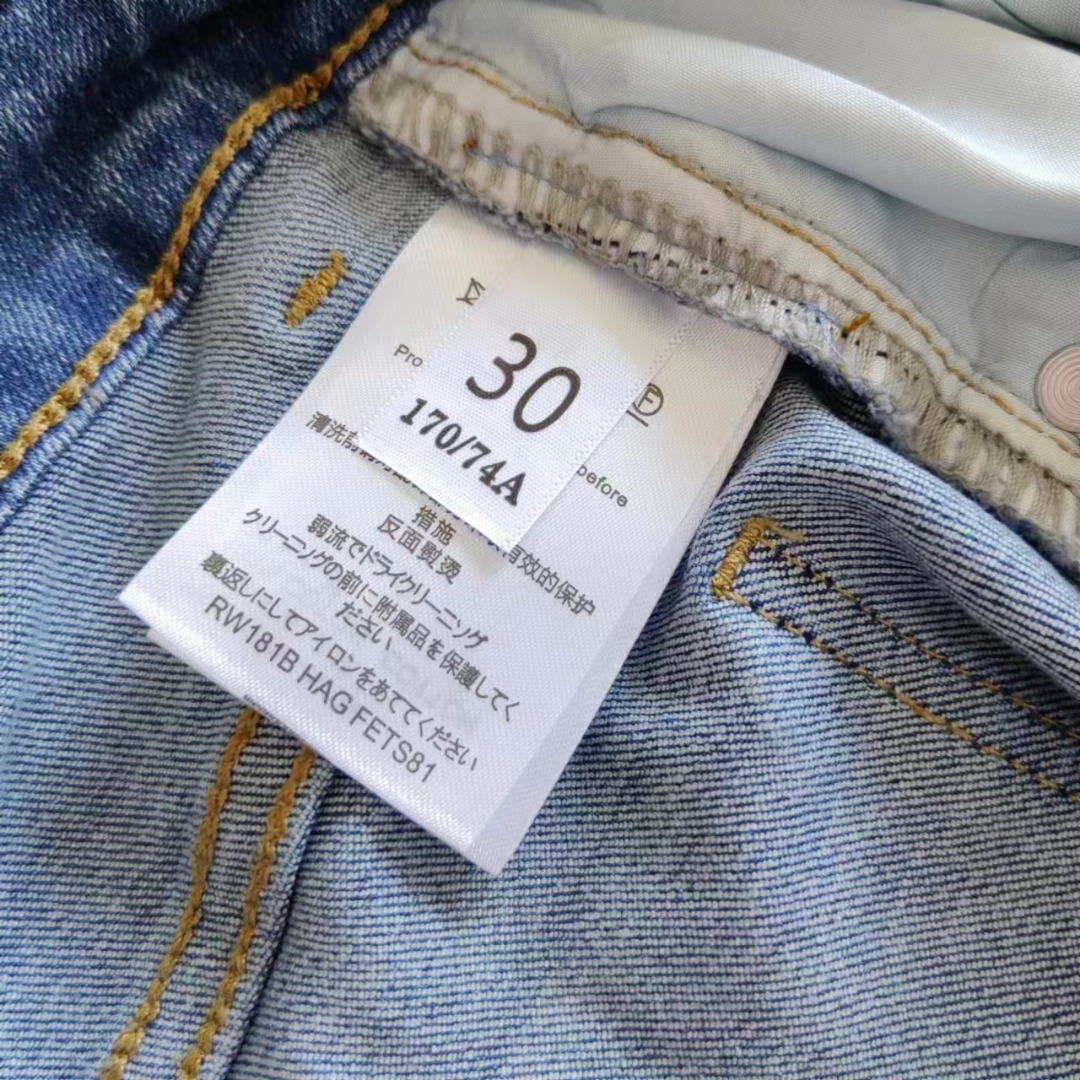 30
170/74A
Pro
before
清洗前
有效的保护
措施
反面熨烫
弱流でドライクリーニング
クリーニングの前に附属品を保護して
ください
裏返しにしてアイロンをあててください
RW181B HAG FETS81
F